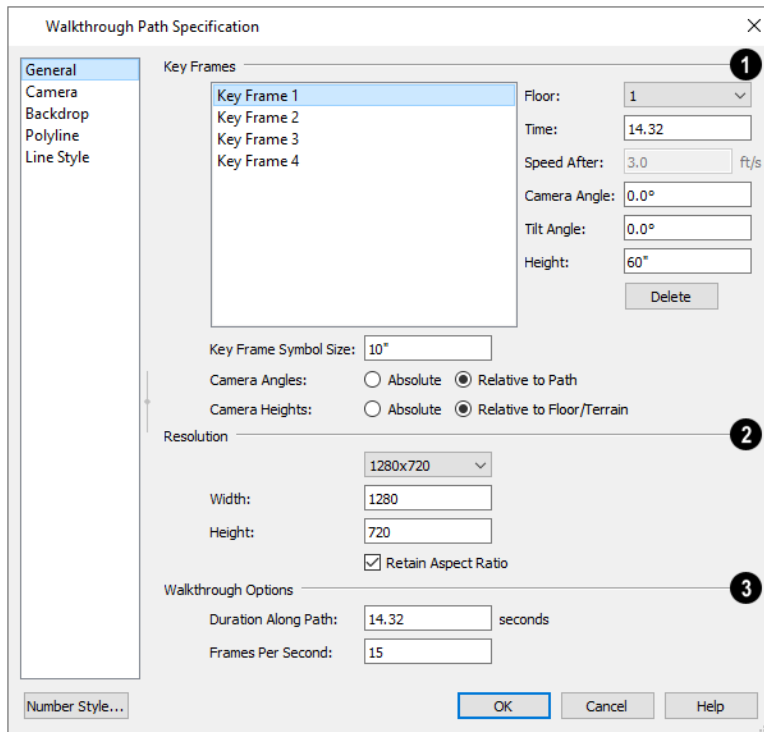 Walkthrough Path Specification
General
Camera
Backdrop
Polyline
Line Style
Key Frames
1
Key Frame 1
Key Frame 2
Key Frame 3
Key Frame 4
Floor: 1
Time: 14.32
Speed After: 3.0 ft/s
Camera Angle: 0.0°
Tilt Angle: 0.0°
Height: 60"
Delete
Key Frame Symbol Size: 10"
Camera Angles: Absolute Relative to Path
Camera Heights: Absolute Relative to Floor/Terrain
Resolution
2
1280x720
Width: 1280
Height: 720
Retain Aspect Ratio
Walkthrough Options
3
Duration Along Path: 14.32 seconds
Frames Per Second: 15
Number Style... OK Cancel Help